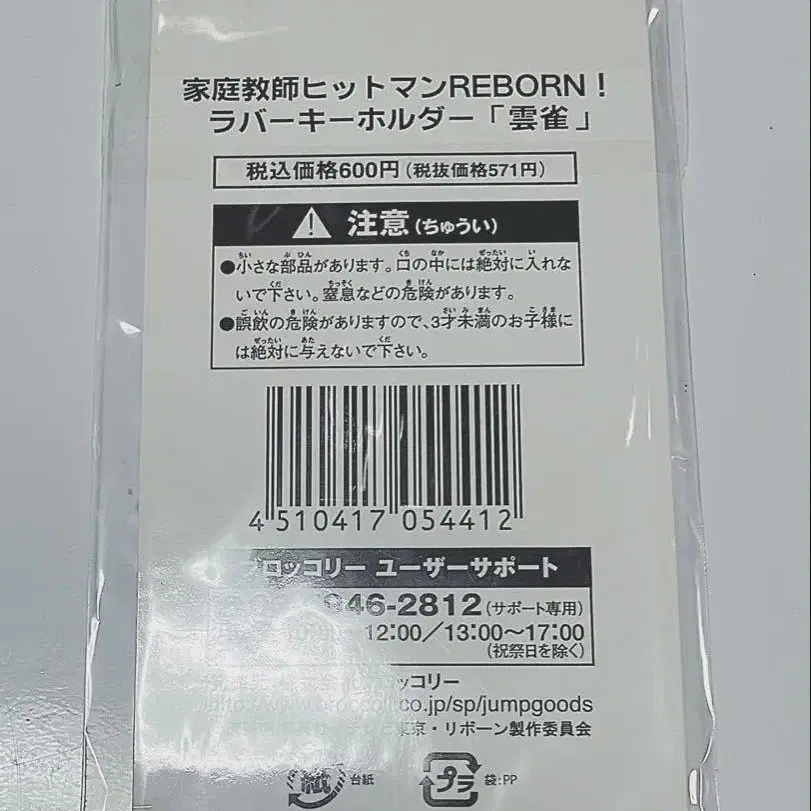 家庭教師ヒットマンREBORN！
ラバーキーホルダー「雲雀」
税込価格600円(税抜価格571円)
注意(ちゅうい)
●小さな部品があります。口の中には絶対に入れな
いで下さい。窒息などの危険があります。
●誤飲の危険がありますので、3才未満のお子様に
は絶対に与えないで下さい。
4 510417 054412
ロッコリー ユーザーサポート
946-2812(サポート専用)
12:00／13:00〜17:00
(祝祭日を除く)
ロッコリー
co.jp/sp/jumpgoods
東京・リボーン製作委員会
紙 台紙
プラ 袋:PP